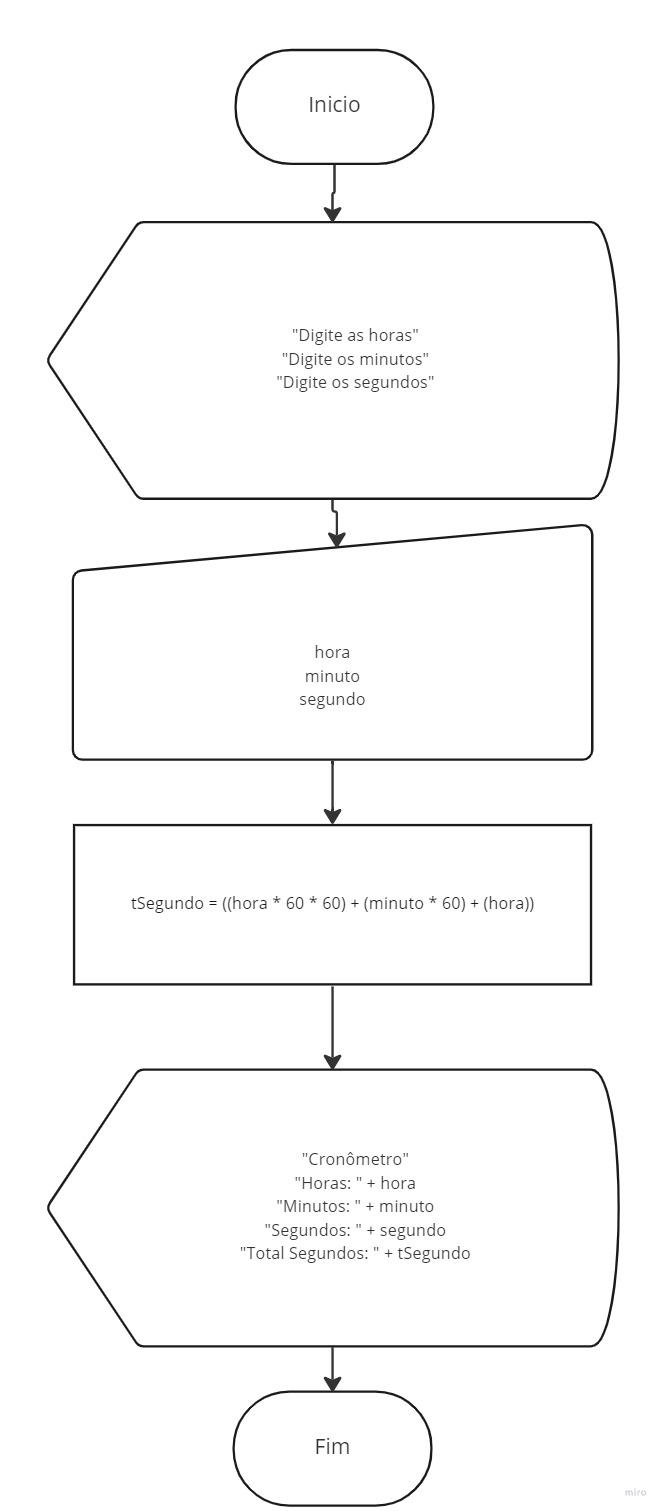 Inicio
"Digite as horas"
"Digite os minutos"
"Digite os segundos"
hora
minuto
segundo
tSegundo = ((hora * 60 * 60) + (minuto * 60) + (hora))
"Cronômetro"
"Horas: " + hora
"Minutos: " + minuto
"Segundos: " + segundo
"Total Segundos: " + tSegundo
Fim
miro